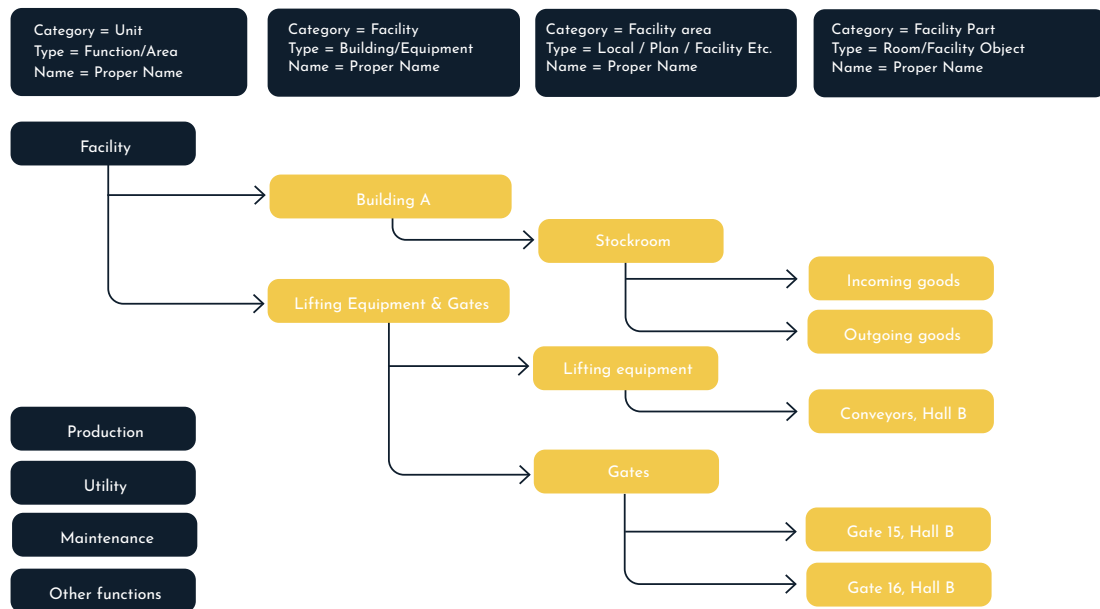 Category = Unit
Type = Function/Area
Name = Proper Name
Category = Facility
Type = Building/Equipment
Name = Proper Name
Category = Facility area
Type = Local / Plan / Facility Etc.
Name = Proper Name
Category = Facility Part
Type = Room/Facility Object
Name = Proper Name
Facility
Building A
Stockroom
Incoming goods
Lifting Equipment & Gates
Outgoing goods
Lifting equipment
Conveyors, Hall B
Production
Gates
Utility
Gate 15, Hall B
Maintenance
Gate 16, Hall B
Other functions